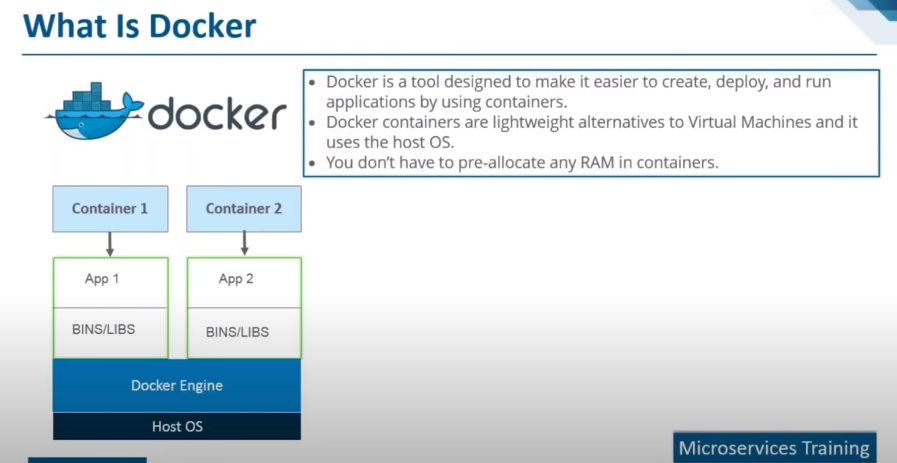 What Is Docker
docker
• Docker is a tool designed to make it easier to create, deploy, and run
applications by using containers.
• Docker containers are lightweight alternatives to Virtual Machines and it
uses the host OS.
• You don't have to pre-allocate any RAM in containers.
Container 1
Container 2
App 1
App 2
BINS/LIBS
BINS/LIBS
Docker Engine
Host OS
Microservices Training